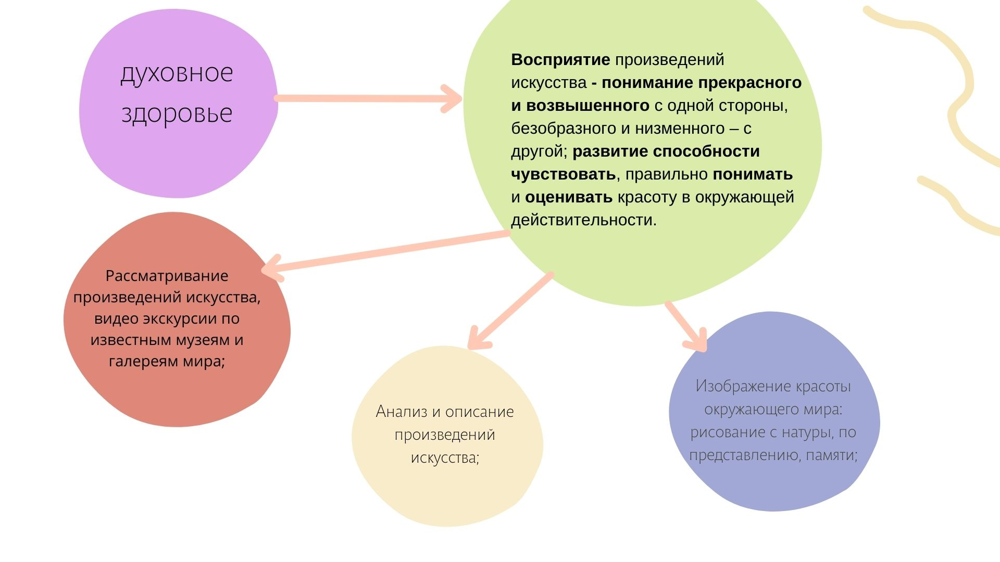 духовное
здоровье
Восприятие произведений
искусства - понимание прекрасного
и возвышенного с одной стороны,
безобразного и низменного – с
другой; развитие способности
чувствовать, правильно понимать
и оценивать красоту в окружающей
действительности.
Рассматривание
произведений искусства,
видео экскурсии по
известным музеям и
галереям мира;
Анализ и описание
произведений
искусства;
Изображение красоты
окружающего мира:
рисование с натуры, по
представлению, памяти;